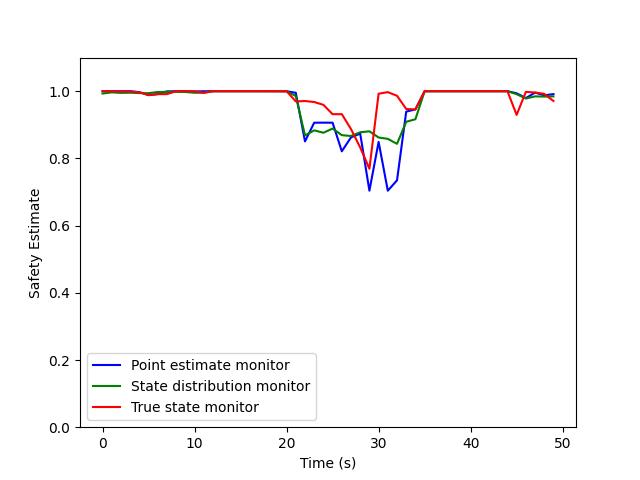 1.0
0.8
0.6
0.4
0.2
0.0
Safety Estimate
Point estimate monitor
State distribution monitor
True state monitor
0 10 20 30 40 50
Time (s)